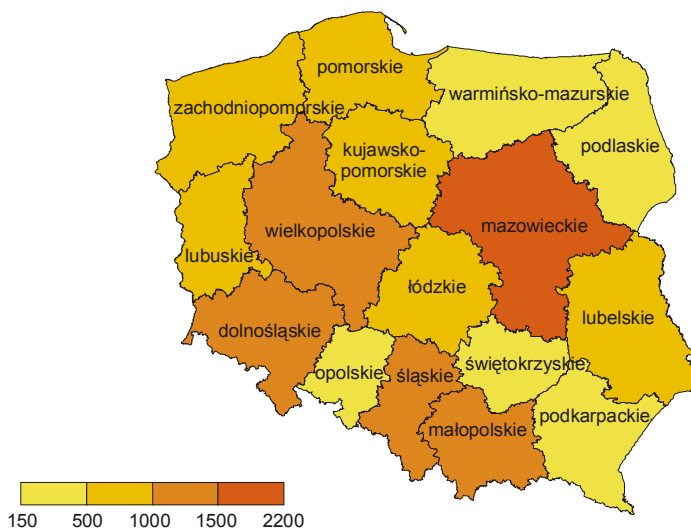 pomorskie
warmińsko-mazurskie
zachodniopomorskie
podlaskie
kujawsko-
pomorskie
mazowieckie
wielkopolskie
lubuskie
łódzkie
lubelskie
dolnośląskie
opolskie
śląskie
świętokrzyskie
podkarpackie
małopolskie
150 500 1000 1500 2200